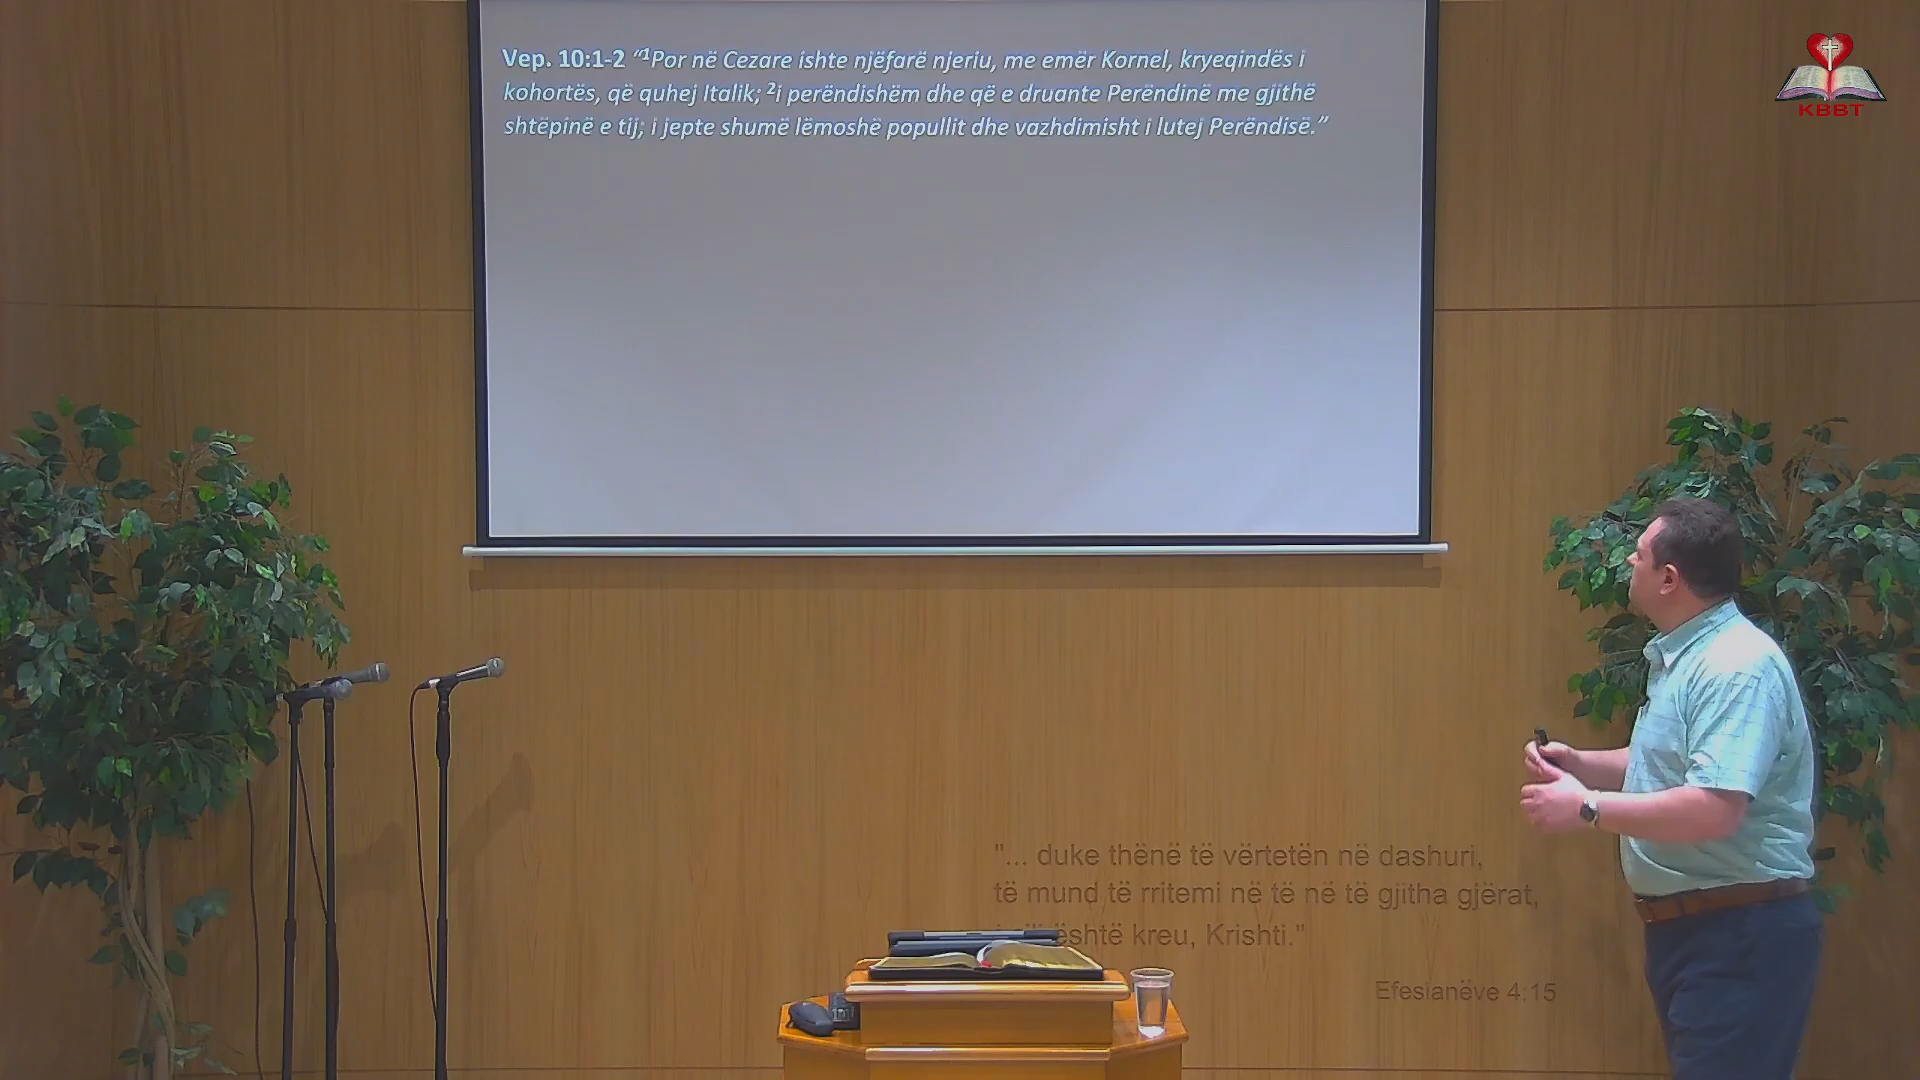 Vep. 10:1-2 “¹Por në Cezare ishte njëfarë njeriu, me emër Kornel, kryeqindës i
kohortës, që quhej Italik; ²i perëndishëm dhe që e druante Perëndinë me gjithë
shtëpinë e tij; i jepte shumë lëmoshë popullit dhe vazhdimisht i lutej Perëndisë.”
KBBT
"... duke thënë të vërtetën në dashuri,
të mund të rritemi në të në të gjitha gjërat,
është kreu, Krishti."
Efesianëve 4:15